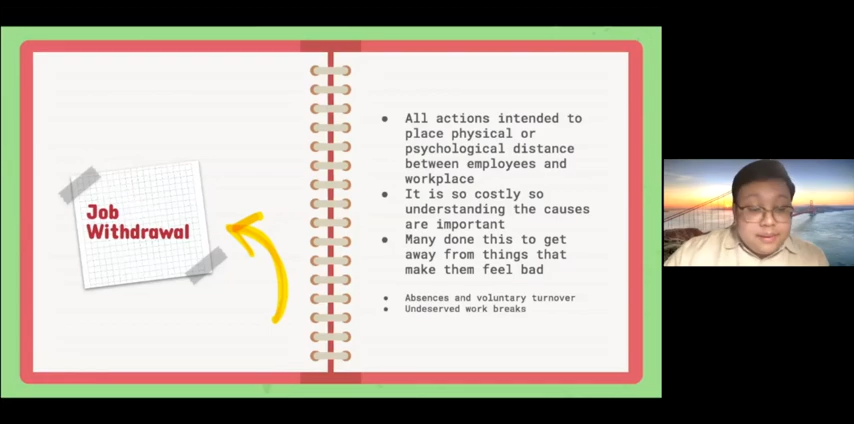 Job
Withdrawal
● All actions intended to
place physical or
psychological distance
between employees and
workplace
● It is so costly so
understanding the causes
are important
● Many done this to get
away from things that
make them feel bad
● Absences and voluntary turnover
● Undeserved work breaks